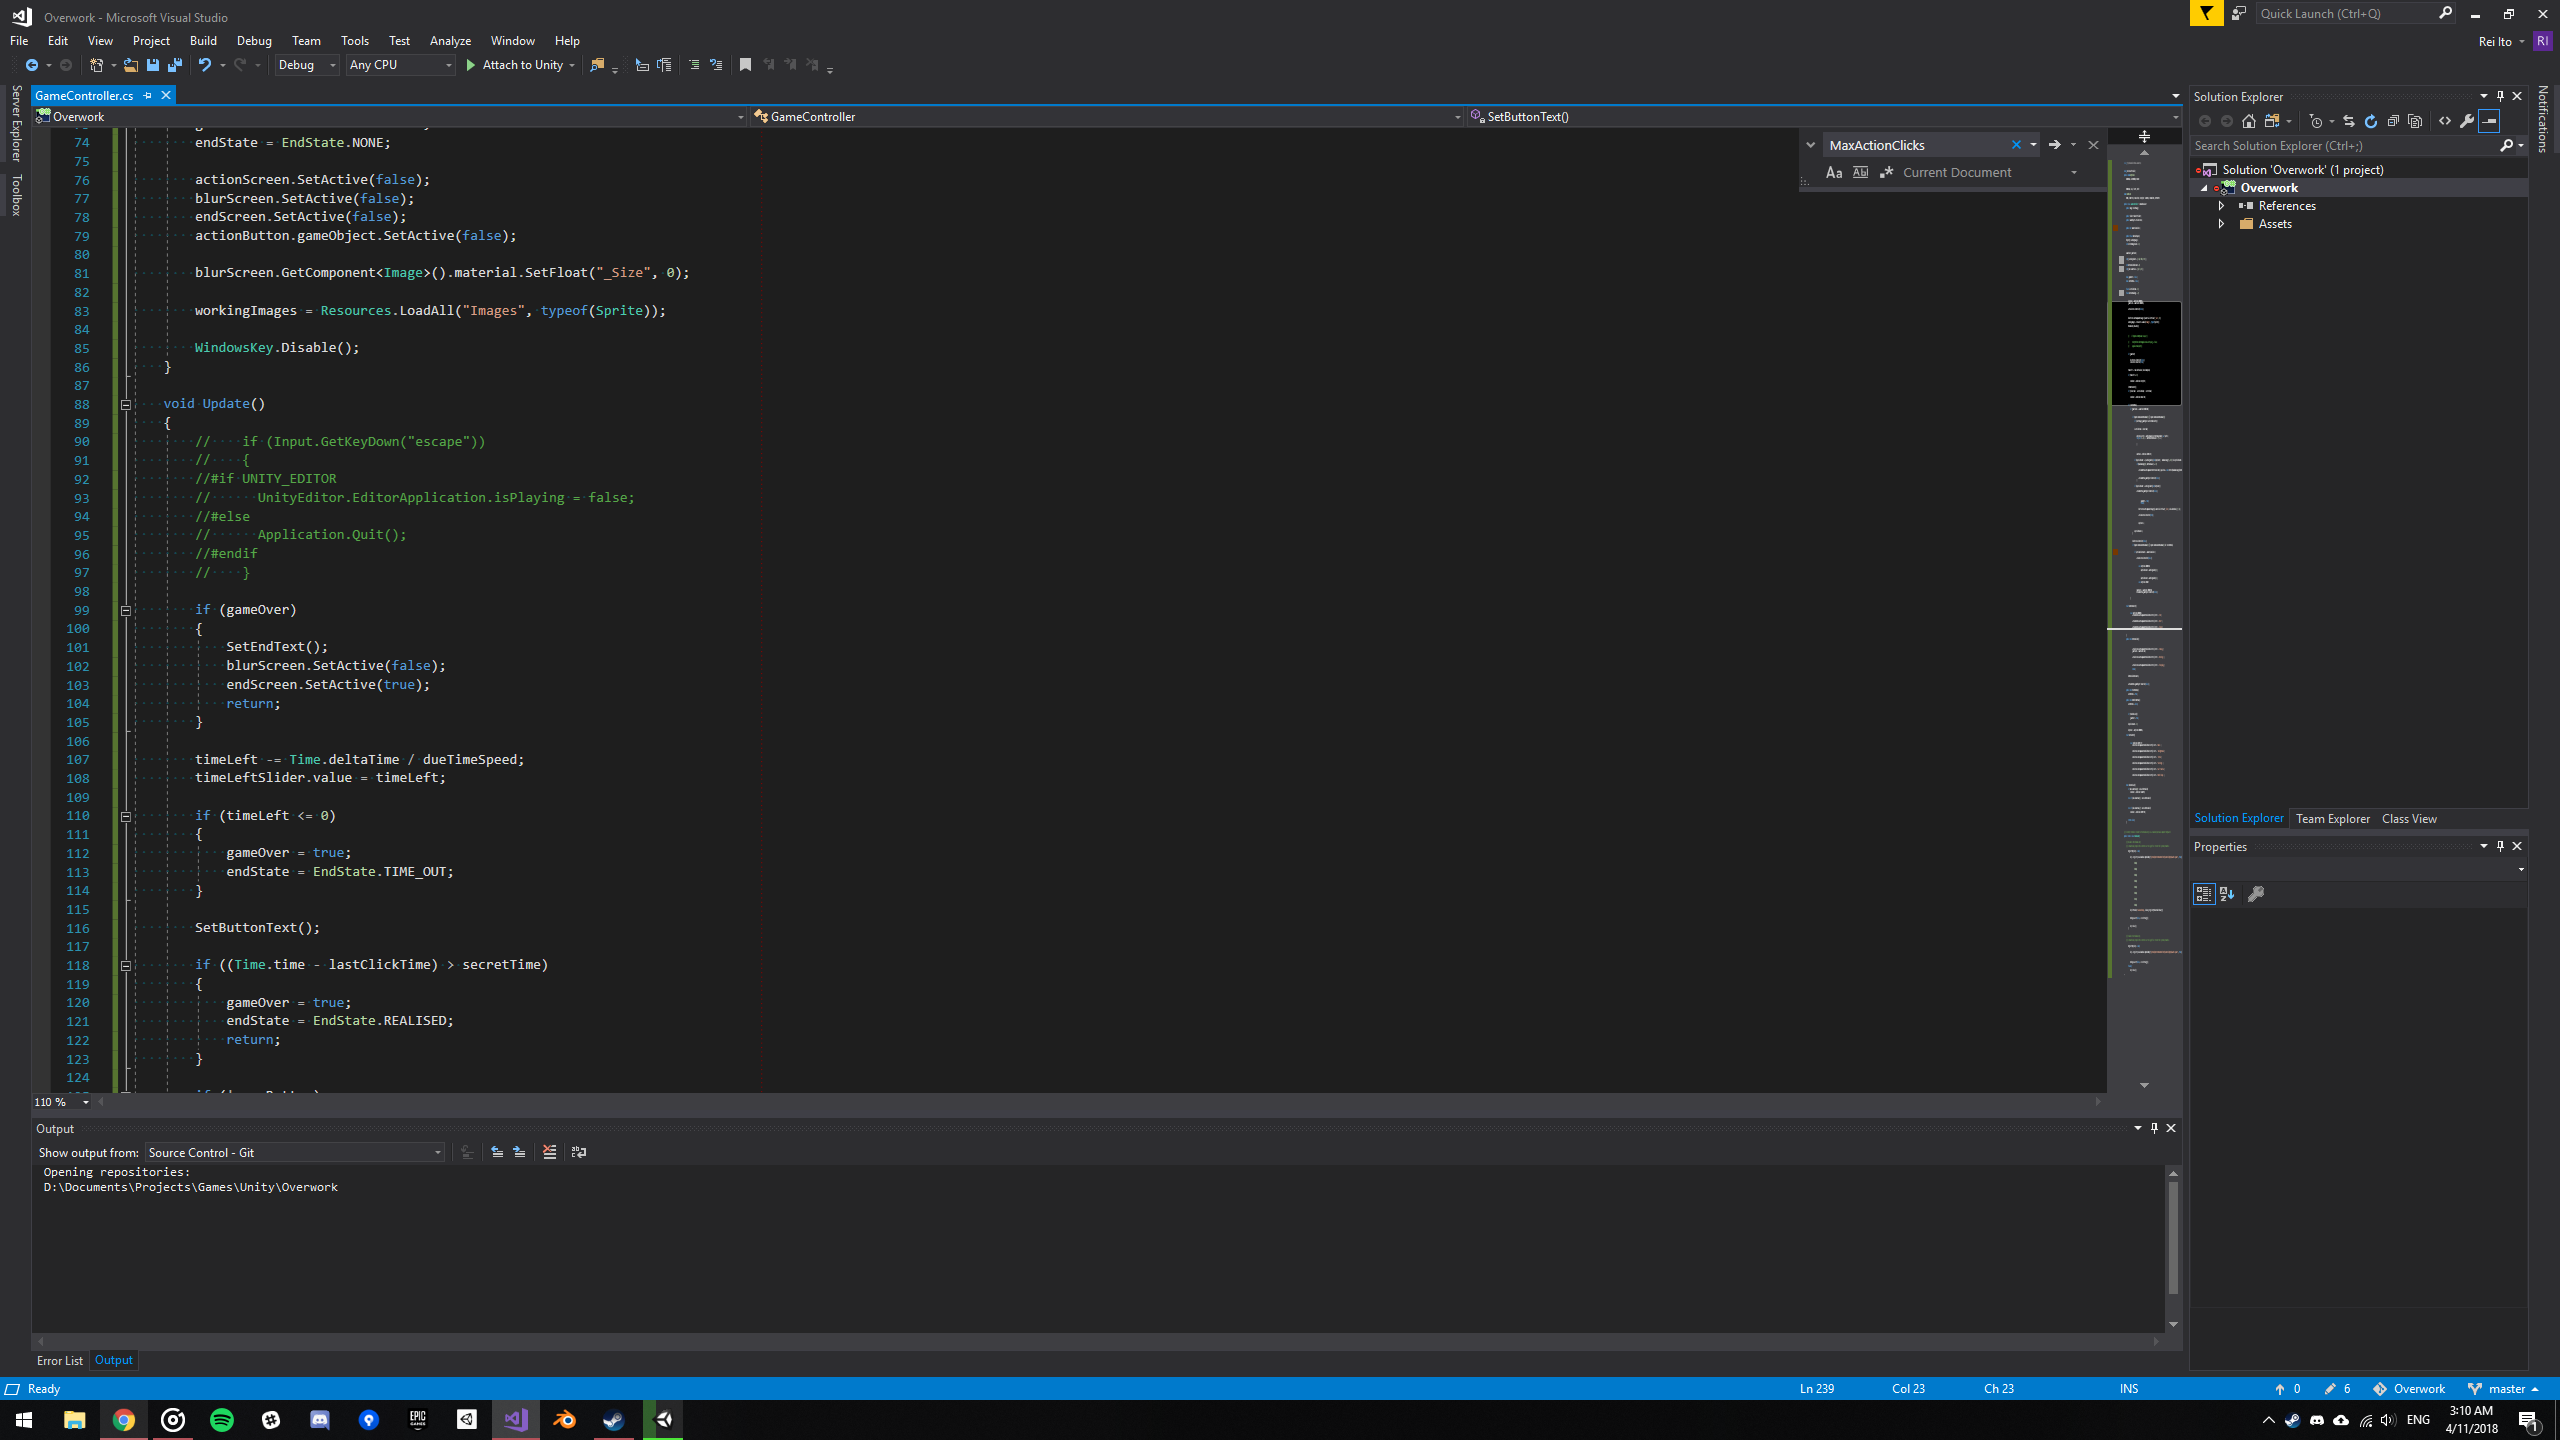 Overwork - Microsoft Visual Studio
Quick Launch (Ctrl+Q)
File Edit View Project Build Debug Team Tools Test Analyze Window Help
Rei Ito RI
Debug Any CPU Attach to Unity
Server Explorer
Toolbox
Notifications
GameController.cs
Overwork GameController SetButtonText()
MaxActionClicks
Aa Current Document
74 endState = EndState.NONE;
75
76 actionScreen.SetActive(false);
77 blurScreen.SetActive(false);
78 endScreen.SetActive(false);
79 actionButton.gameObject.SetActive(false);
80
81 blurScreen.GetComponent<Image>().material.SetFloat("_Size", 0);
82
83 workingImages = Resources.LoadAll("Images", typeof(Sprite));
84
85 WindowsKey.Disable();
86 }
87
88 void Update()
89 {
90 // if (Input.GetKeyDown("escape"))
91 // {
92 //#if UNITY_EDITOR
93 // UnityEditor.EditorApplication.isPlaying = false;
94 //#else
95 // Application.Quit();
96 //#endif
97 // }
98
99 if (gameOver)
100 {
101 SetEndText();
102 blurScreen.SetActive(false);
103 endScreen.SetActive(true);
104 return;
105 }
106
107 timeLeft -= Time.deltaTime / dueTimeSpeed;
108 timeLeftSlider.value = timeLeft;
109
110 if (timeLeft <= 0)
111 {
112 gameOver = true;
113 endState = EndState.TIME_OUT;
114 }
115
116 SetButtonText();
117
118 if ((Time.time - lastClickTime) > secretTime)
119 {
120 gameOver = true;
121 endState = EndState.REALISED;
122 return;
123 }
124
110 %
Solution Explorer
Search Solution Explorer (Ctrl+;)
Solution 'Overwork' (1 project)
Overwork
References
Assets
Solution Explorer Team Explorer Class View
Properties
Output
Show output from: Source Control - Git
Opening repositories:
D:\Documents\Projects\Games\Unity\Overwork
Error List Output
Ready Ln 239 Col 23 Ch 23 INS 0 6 Overwork master
EPIC GAMES
ENG
3:10 AM
4/11/2018
1